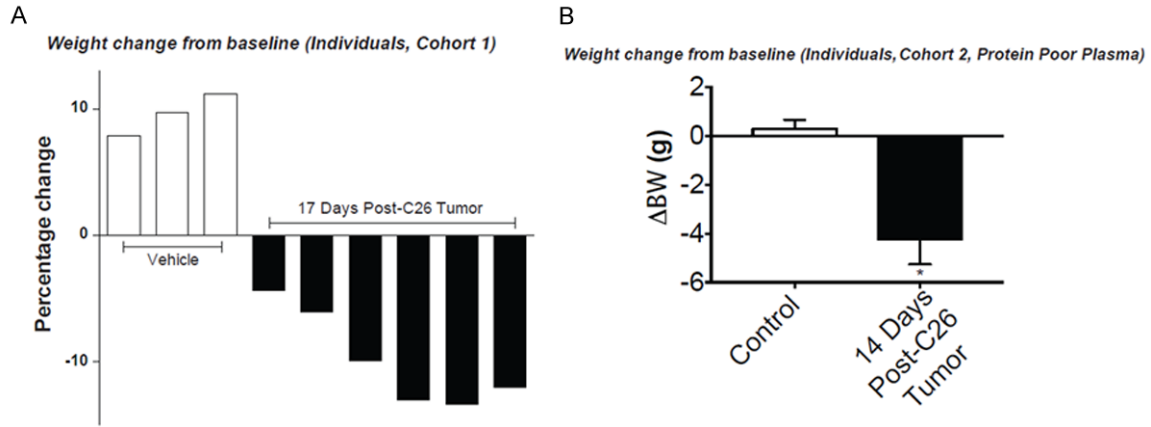 A
Weight change from baseline (Individuals, Cohort 1)
Percentage change
10
0
-10
Vehicle
17 Days Post-C26 Tumor
B
Weight change from baseline (Individuals, Cohort 2, Protein Poor Plasma)
ΔBW (g)
2
0
-2
-4
-6
*
Control
14 Days
Post-C26
Tumor